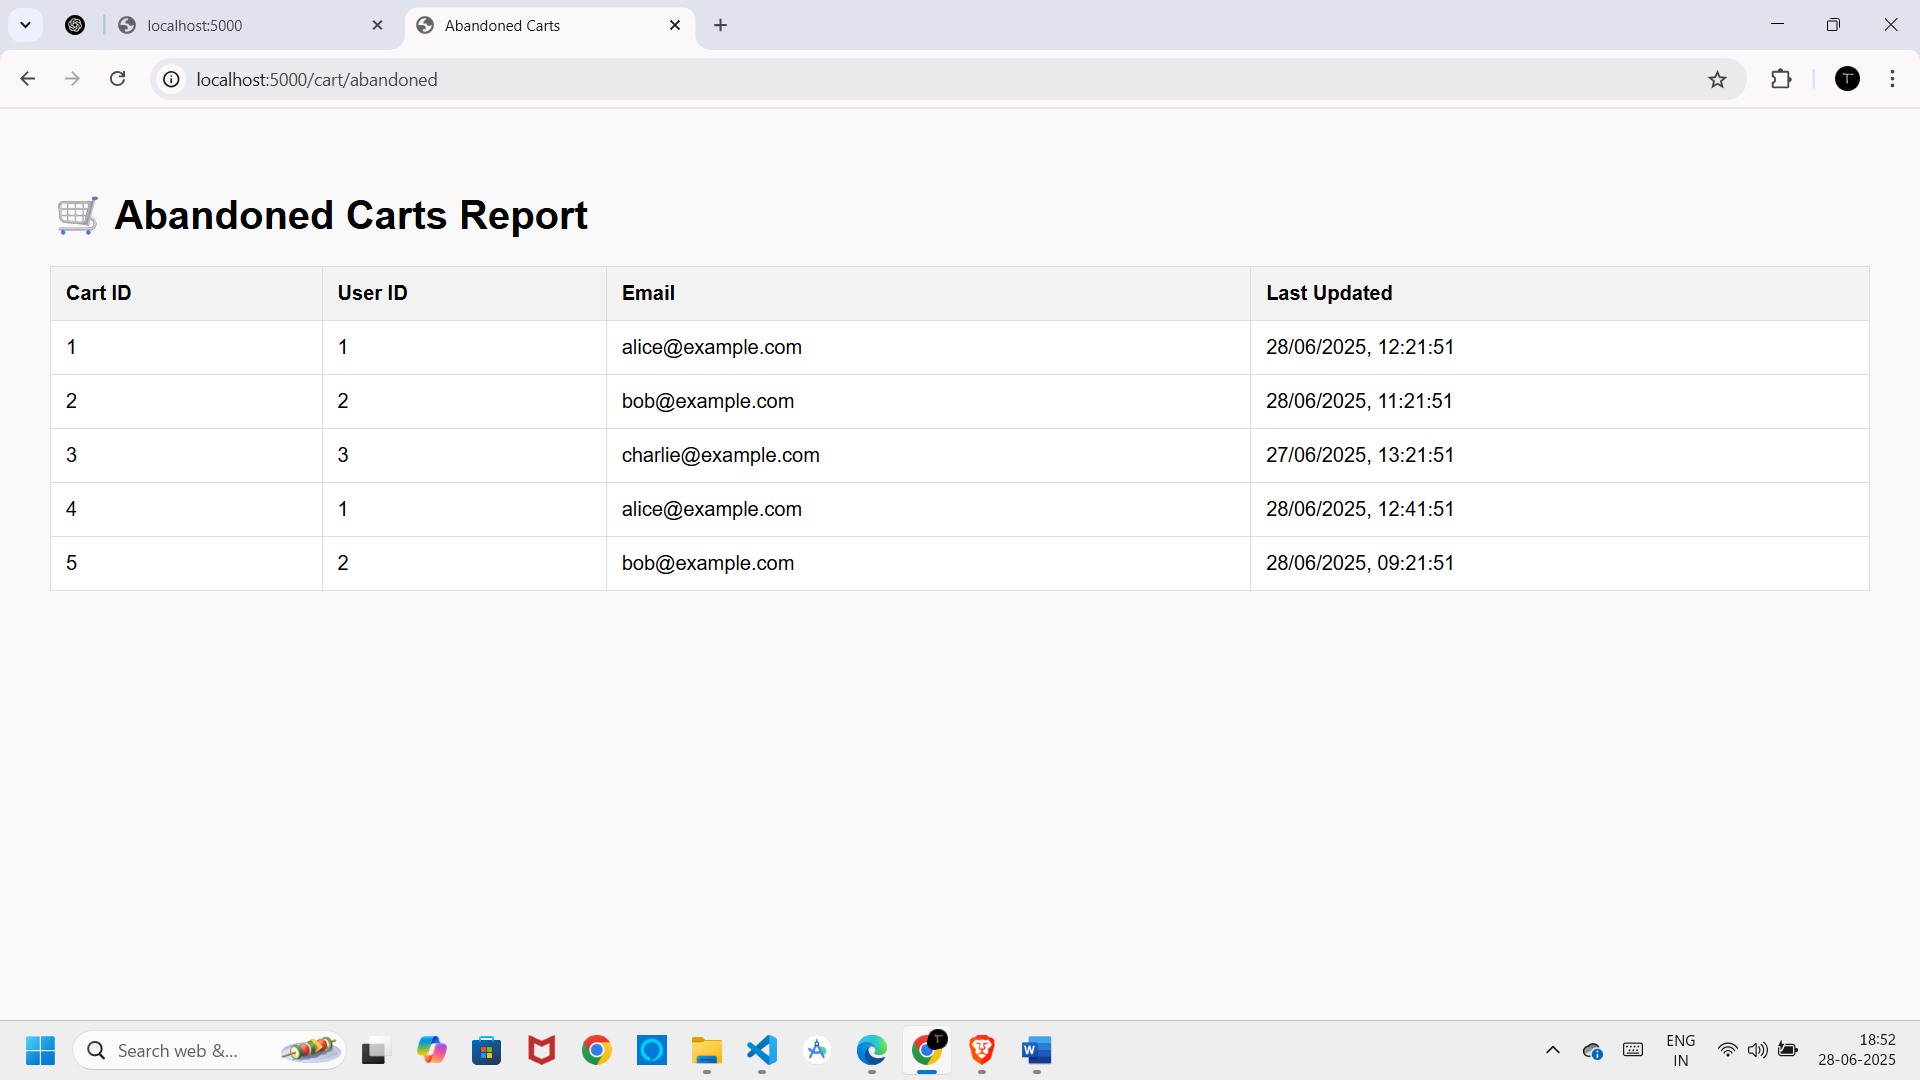 localhost:5000
Abandoned Carts
localhost:5000/cart/abandoned
Abandoned Carts Report
Cart ID User ID Email Last Updated
1 1 alice@example.com 28/06/2025, 12:21:51
2 2 bob@example.com 28/06/2025, 11:21:51
3 3 charlie@example.com 27/06/2025, 13:21:51
4 1 alice@example.com 28/06/2025, 12:41:51
5 2 bob@example.com 28/06/2025, 09:21:51
Search web &...
ENG
IN
18:52
28-06-2025
T